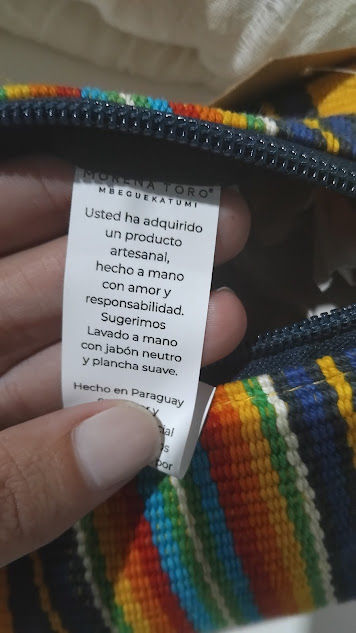 MORENA TORO®
MBEGUEKATUMI
Usted ha adquirido
un producto
artesanal,
hecho a mano
con amor y
responsabilidad.
Sugerimos
Lavado a mano
con jabón neutro
y plancha suave.
Hecho en Paraguay
y
por